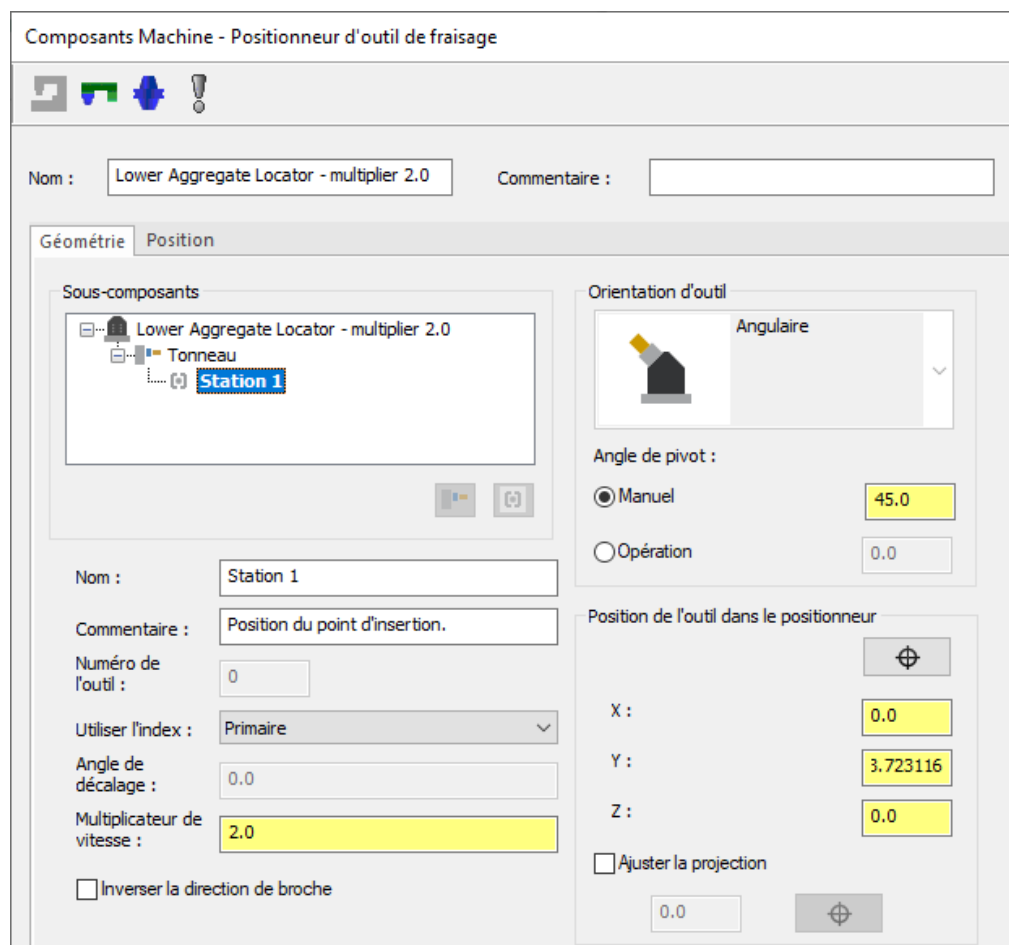 Composants Machine - Positionneur d'outil de fraisage
Nom :
Lower Aggregate Locator - multiplier 2.0
Commentaire :
Géométrie
Position
Sous-composants
Lower Aggregate Locator - multiplier 2.0
Tonneau
Station 1
Nom :
Station 1
Commentaire :
Position du point d'insertion.
Numéro de
l'outil :
0
Utiliser l'index :
Primaire
Angle de
décalage :
0.0
Multiplicateur de
vitesse :
2.0
Inverser la direction de broche
Orientation d'outil
Angulaire
Angle de pivot :
Manuel
45.0
Opération
0.0
Position de l'outil dans le positionneur
X :
0.0
Y :
3.723116
Z :
0.0
Ajuster la projection
0.0